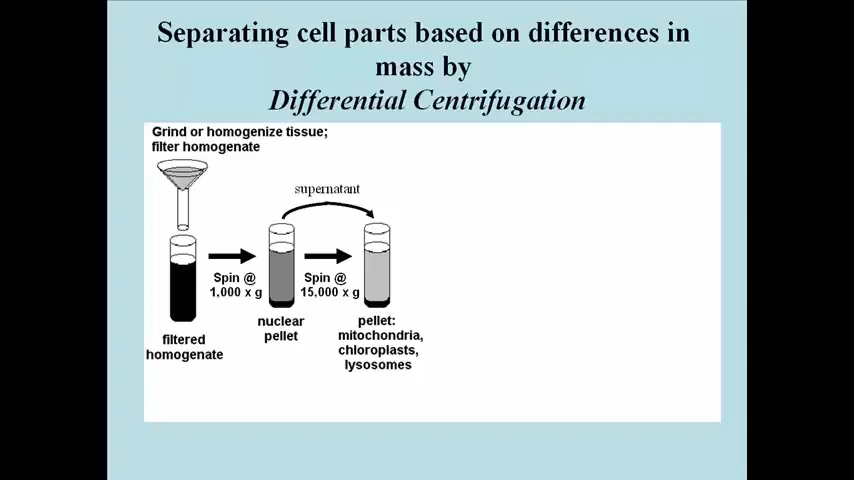 Separating cell parts based on differences in
mass by
Differential Centrifugation
Grind or homogenize tissue;
filter homogenate
supernatant
Spin @
1,000 x g
Spin @
15,000 x g
filtered
homogenate
nuclear
pellet
pellet:
mitochondria,
chloroplasts,
lysosomes